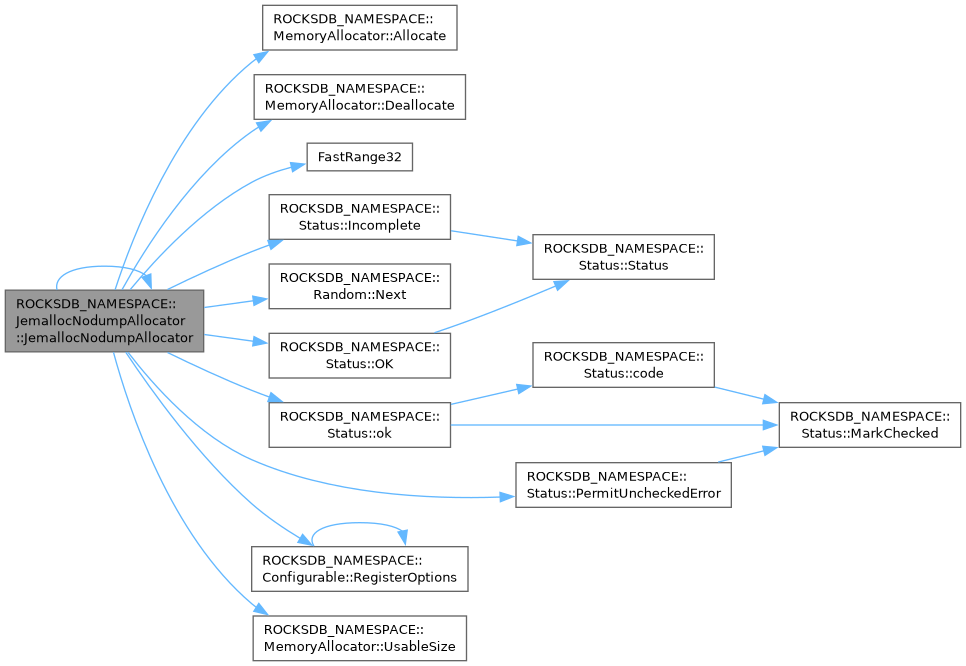 ROCKSDB_NAMESPACE::
JemallocNodumpAllocator
::JemallocNodumpAllocator
ROCKSDB_NAMESPACE::
MemoryAllocator::Allocate
ROCKSDB_NAMESPACE::
MemoryAllocator::Deallocate
FastRange32
ROCKSDB_NAMESPACE::
Status::Incomplete
ROCKSDB_NAMESPACE::
Random::Next
ROCKSDB_NAMESPACE::
Status::OK
ROCKSDB_NAMESPACE::
Status::ok
ROCKSDB_NAMESPACE::
Configurable::RegisterOptions
ROCKSDB_NAMESPACE::
MemoryAllocator::UsableSize
ROCKSDB_NAMESPACE::
Status::Status
ROCKSDB_NAMESPACE::
Status::code
ROCKSDB_NAMESPACE::
Status::PermitUncheckedError
ROCKSDB_NAMESPACE::
Status::MarkChecked